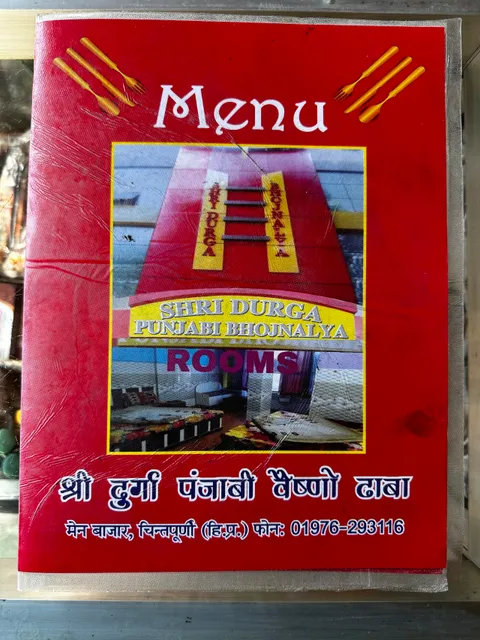 Menu
SHRI DURGA
BHOJNALYA
SHRI DURGA
PUNJABI BHOJNALYA
ROOMS
श्री दुर्गा पंजाबी वैष्णो ढाबा
मेन बाजार, चिन्तपूर्णी (हि.प्र.) फोन: 01976-293116